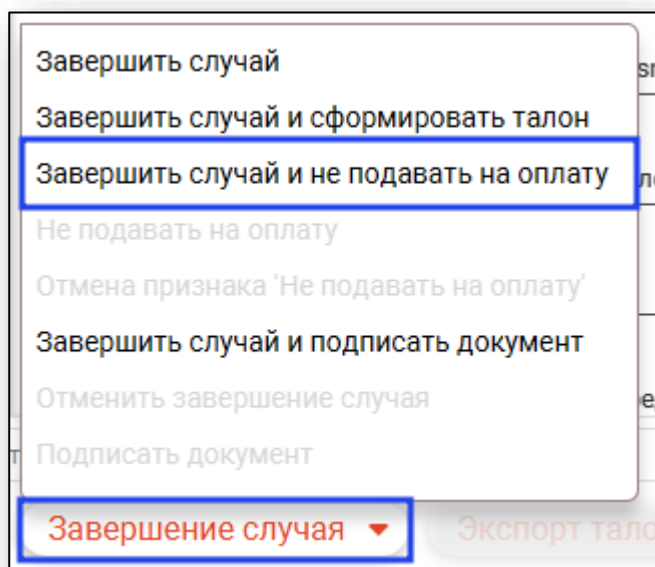 Завершить случай
Завершить случай и сформировать талон
Завершить случай и не подавать на оплату
Не подавать на оплату
Отмена признака 'Не подавать на оплату'
Завершить случай и подписать документ
Отменить завершение случая
Подписать документ
Завершение случая
Экспорт